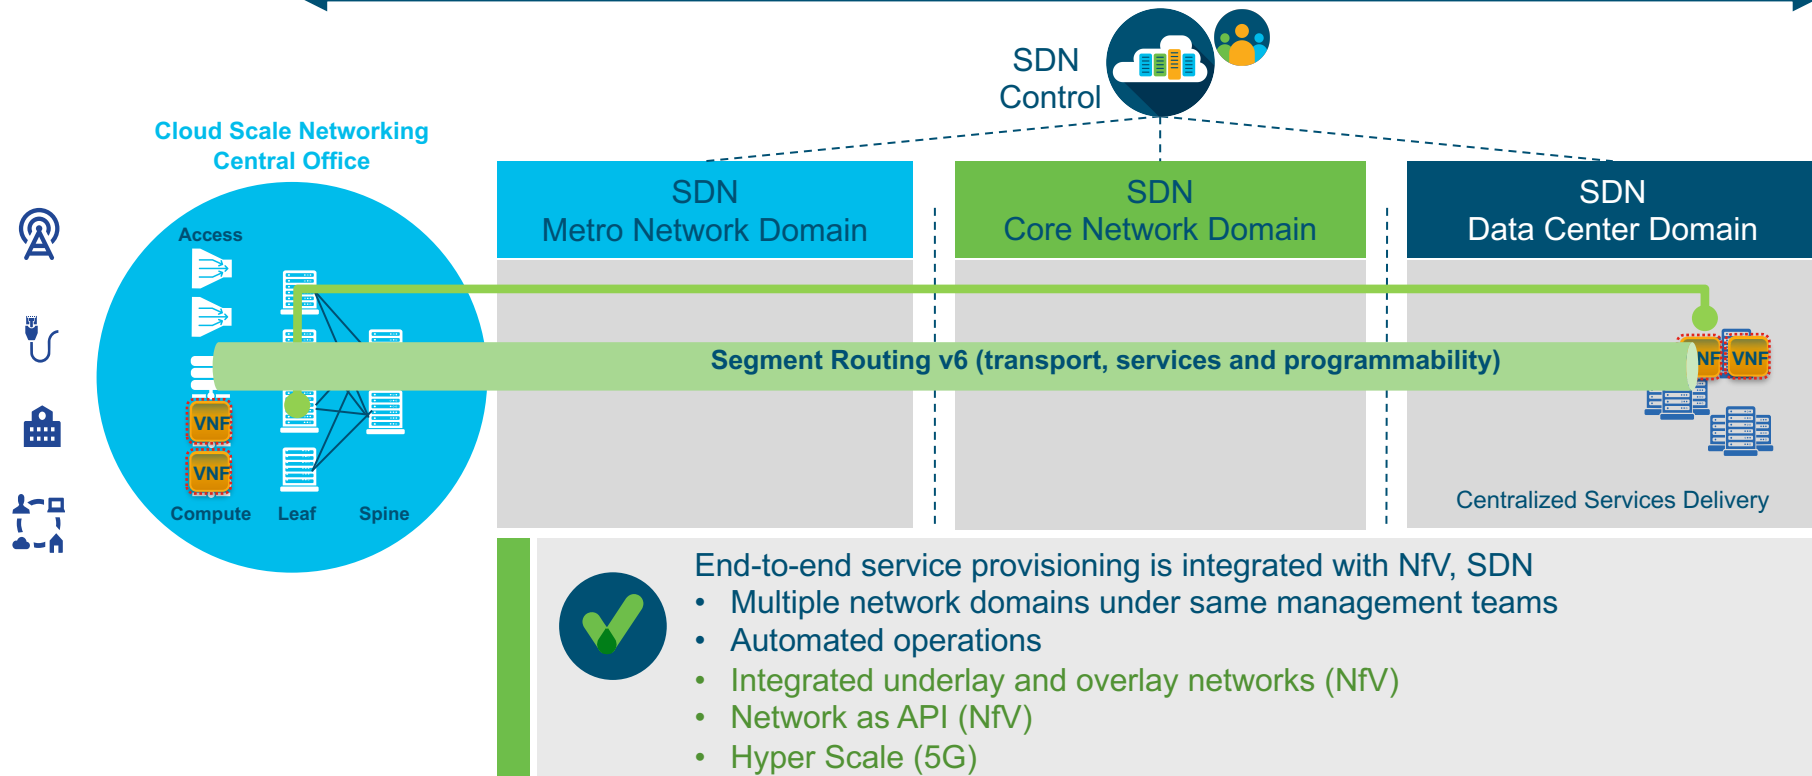 SDN
Control
Cloud Scale Networking
Central Office
SDN
Metro Network Domain
SDN
Core Network Domain
SDN
Data Center Domain
Access
Segment Routing v6 (transport, services and programmability)
NF
VNF
VNF
VNF
Compute
Leaf
Spine
Centralized Services Delivery
End-to-end service provisioning is integrated with NfV, SDN
• Multiple network domains under same management teams
• Automated operations
• Integrated underlay and overlay networks (NfV)
• Network as API (NfV)
• Hyper Scale (5G)